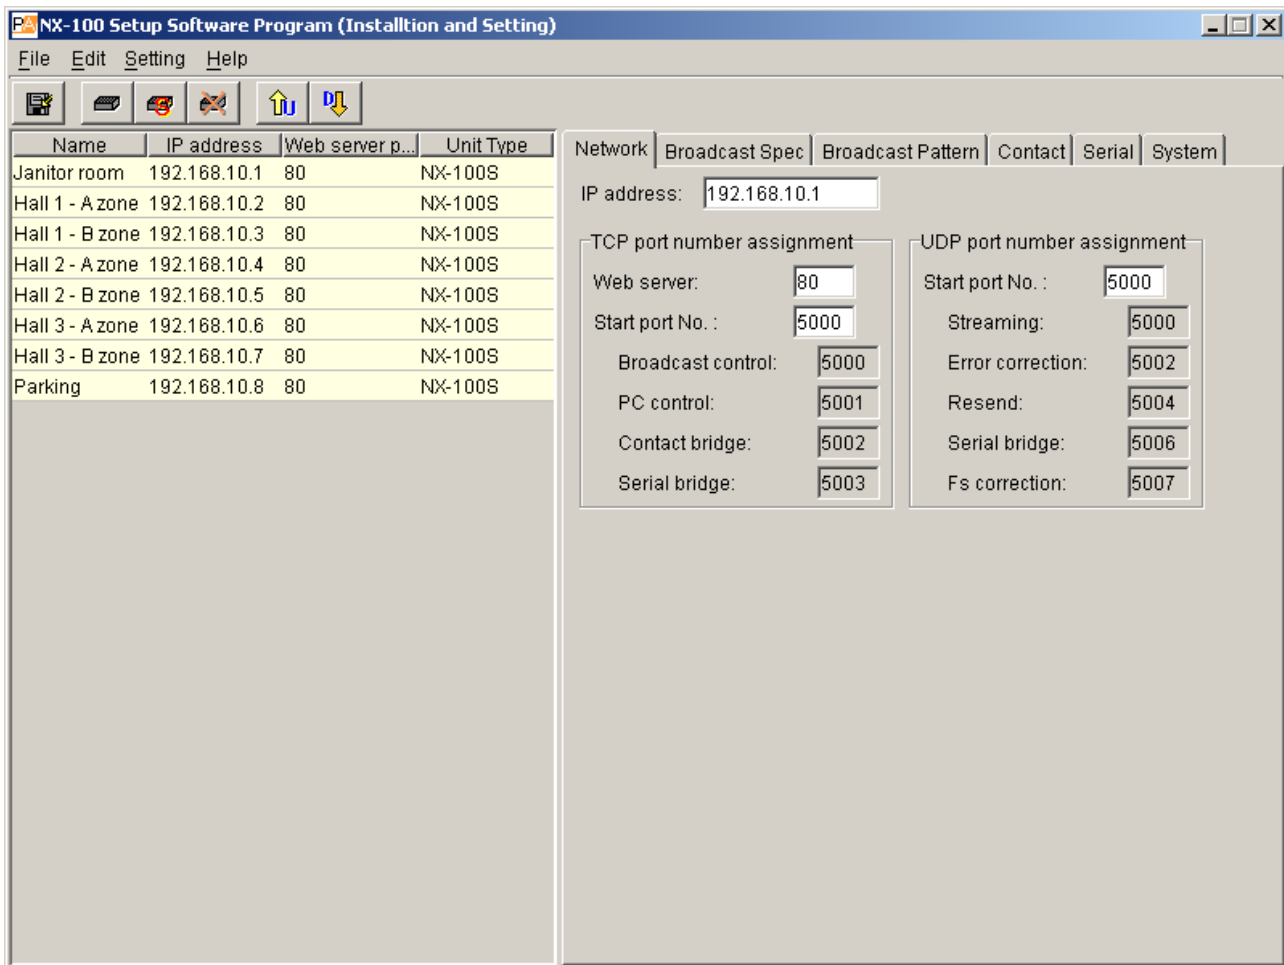 PA NX-100 Setup Software Program (Installtion and Setting)
File Edit Setting Help
U D
Name IP address Web server p... Unit Type
Janitor room 192.168.10.1 80 NX-100S
Hall 1 - A zone 192.168.10.2 80 NX-100S
Hall 1 - B zone 192.168.10.3 80 NX-100S
Hall 2 - A zone 192.168.10.4 80 NX-100S
Hall 2 - B zone 192.168.10.5 80 NX-100S
Hall 3 - A zone 192.168.10.6 80 NX-100S
Hall 3 - B zone 192.168.10.7 80 NX-100S
Parking 192.168.10.8 80 NX-100S
Network Broadcast Spec Broadcast Pattern Contact Serial System
IP address: 192.168.10.1
TCP port number assignment
Web server: 80
Start port No. : 5000
Broadcast control: 5000
PC control: 5001
Contact bridge: 5002
Serial bridge: 5003
UDP port number assignment
Start port No. : 5000
Streaming: 5000
Error correction: 5002
Resend: 5004
Serial bridge: 5006
Fs correction: 5007